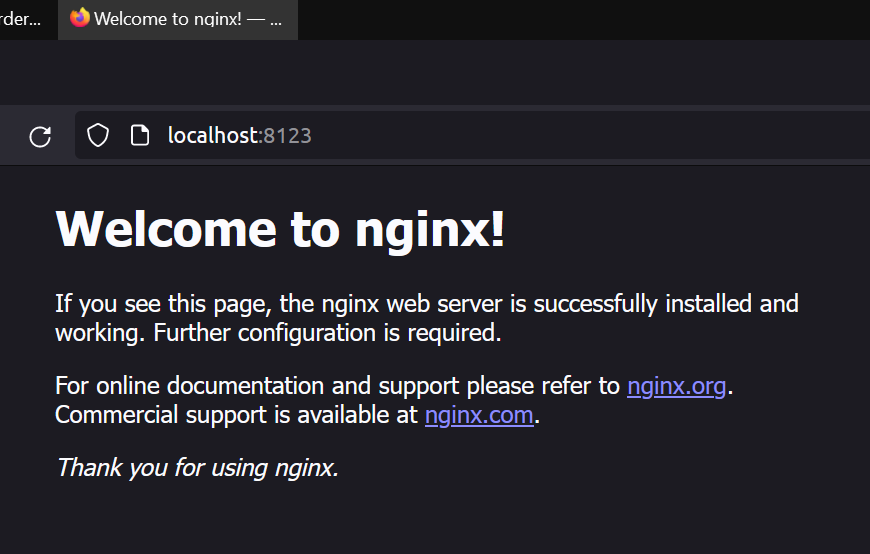 rder...
Welcome to nginx! — ...
localhost:8123
Welcome to nginx!
If you see this page, the nginx web server is successfully installed and
working. Further configuration is required.
For online documentation and support please refer to nginx.org.
Commercial support is available at nginx.com.
Thank you for using nginx.